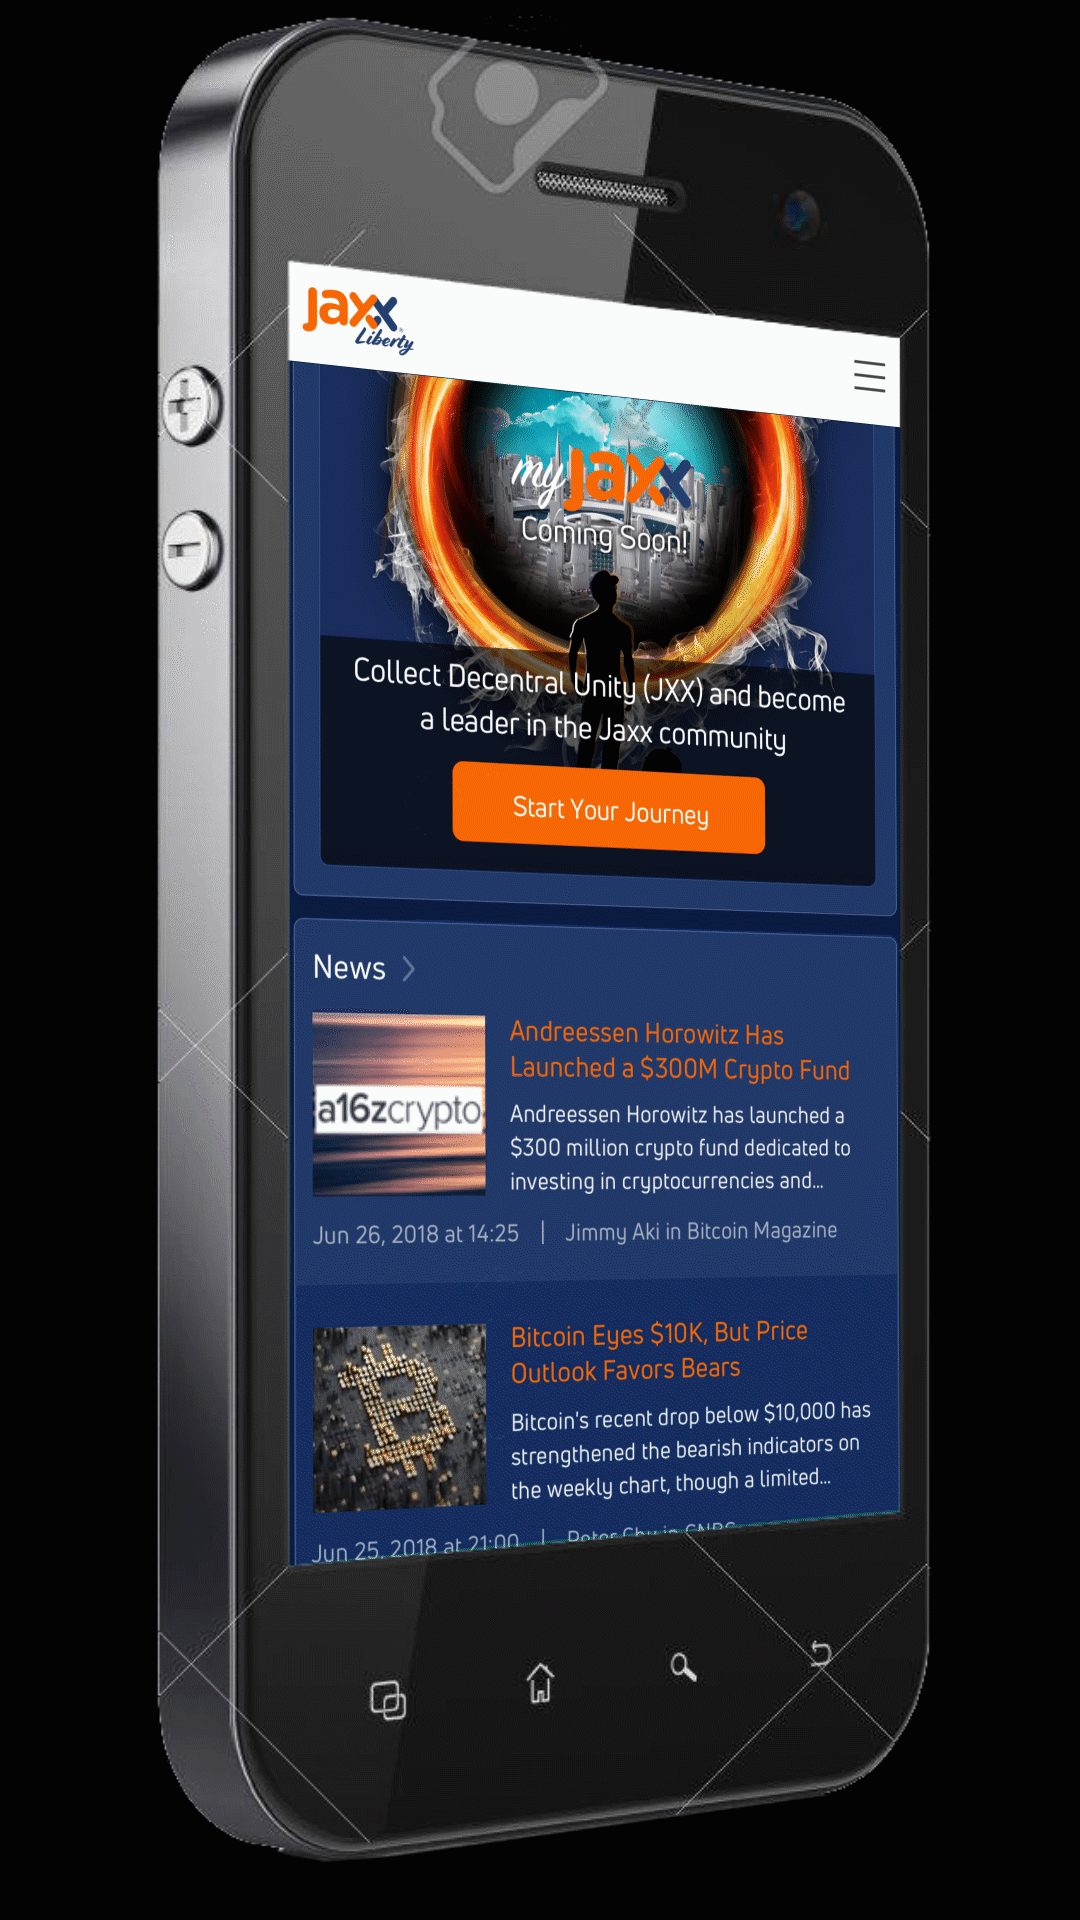 Jaxx
Liberty
my Jaxx
Coming Soon!
Collect Decentral Unity (JXX) and become
a leader in the Jaxx community
Start Your Journey
News
Andreessen Horowitz Has
Launched a $300M Crypto Fund
a16zcrypto
Andreessen Horowitz has launched a
$300 million crypto fund dedicated to
investing in cryptocurrencies and...
Jun 26, 2018 at 14:25 | Jimmy Aki in Bitcoin Magazine
Bitcoin Eyes $10K, But Price
Outlook Favors Bears
Bitcoin's recent drop below $10,000 has
strengthened the bearish indicators on
the weekly chart, though a limited...
Jun 25, 2018 at 21:00 | Peter Chu in CNBC